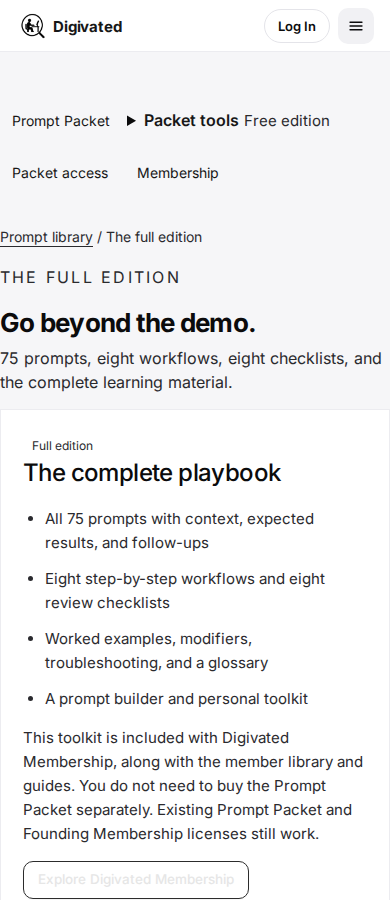 Digivated
Log In
Prompt Packet
Packet tools Free edition
Packet access Membership
Prompt library / The full edition
THE FULL EDITION
Go beyond the demo.
75 prompts, eight workflows, eight checklists, and
the complete learning material.
Full edition
The complete playbook
All 75 prompts with context, expected
results, and follow-ups
Eight step-by-step workflows and eight
review checklists
Worked examples, modifiers,
troubleshooting, and a glossary
A prompt builder and personal toolkit
This toolkit is included with Digivated
Membership, along with the member library and
guides. You do not need to buy the Prompt
Packet separately. Existing Prompt Packet and
Founding Membership licenses still work.
Explore Digivated Membership